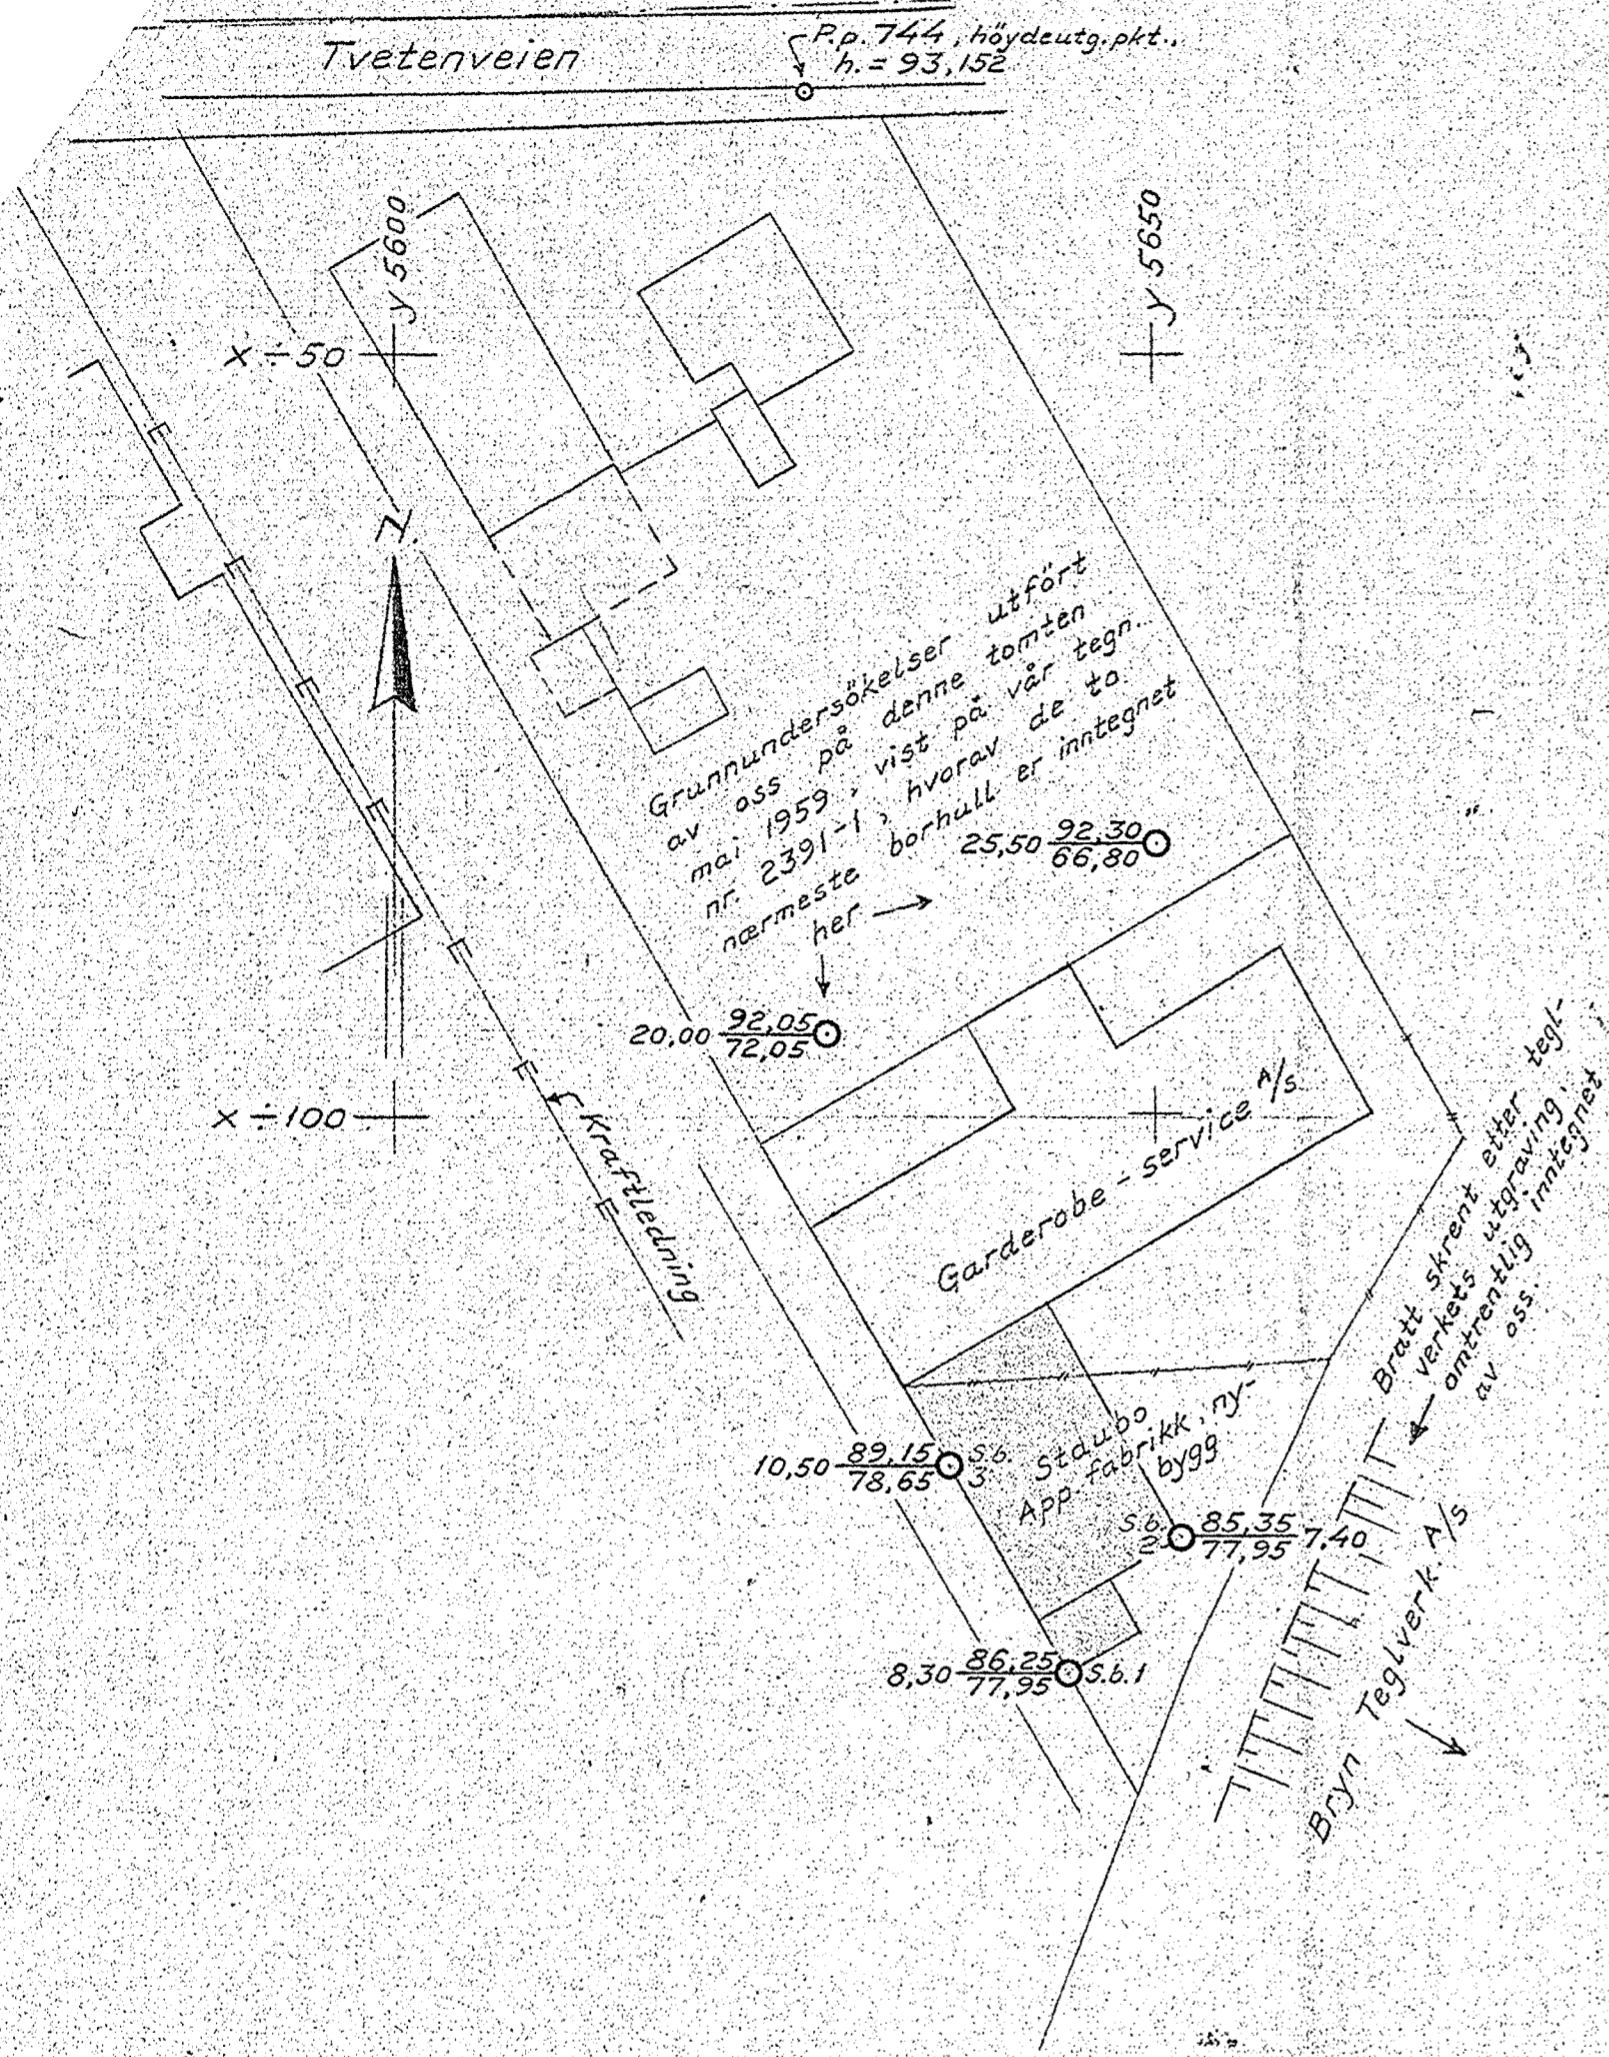 Tvetenveien
P.p. 744, höydeutg.pkt.,
h. = 93,152
y 5600
y 5650
x ÷ 50
N.
Grunnundersökelser utfört
av oss på denne tomten
mai 1959, vist på vår tegn.
nr. 2391-1, hvorav de to
nærmeste borhull er inntegnet
her
25,50 92,30
66,80
20,00 92,05
72,05
x ÷ 100
Kraftledning
Garderobe-service A/S
Bratt skrent etter tegl-
verkets utgraving,
omtrentlig inntegnet
av oss.
Staubo
App.fabrikk, ny-
bygg
10,50 89,15
78,65
S.b.
3
S.b.
2
85,35
77,95
7,40
8,30 86,25
77,95
S.b.1
Bryn Teglverk A/S